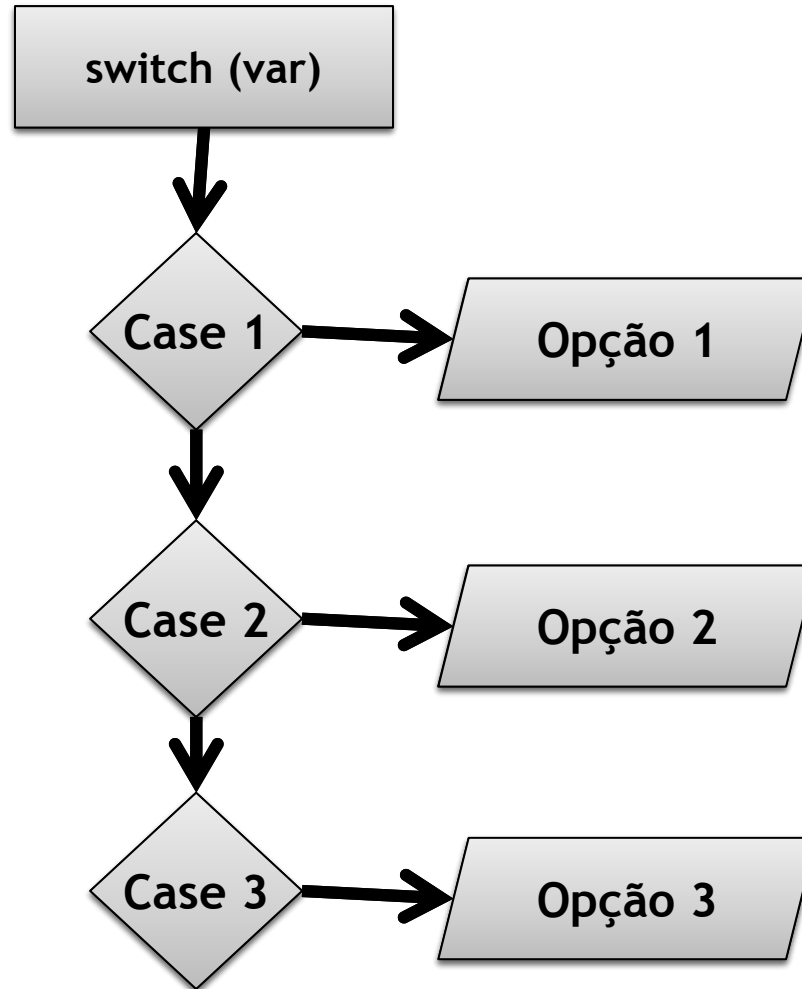 switch (var)
Case 1
Opção 1
Case 2
Opção 2
Case 3
Opção 3